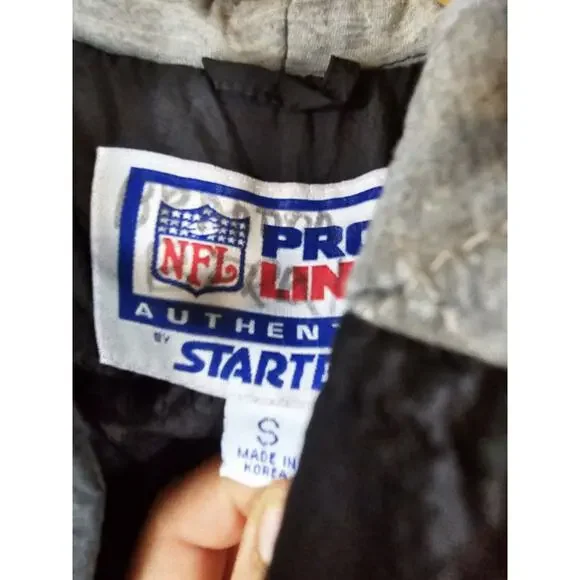 NFL
PRO
LIN
AUTHENT
BY STARTE
S
MADE IN
KOREA